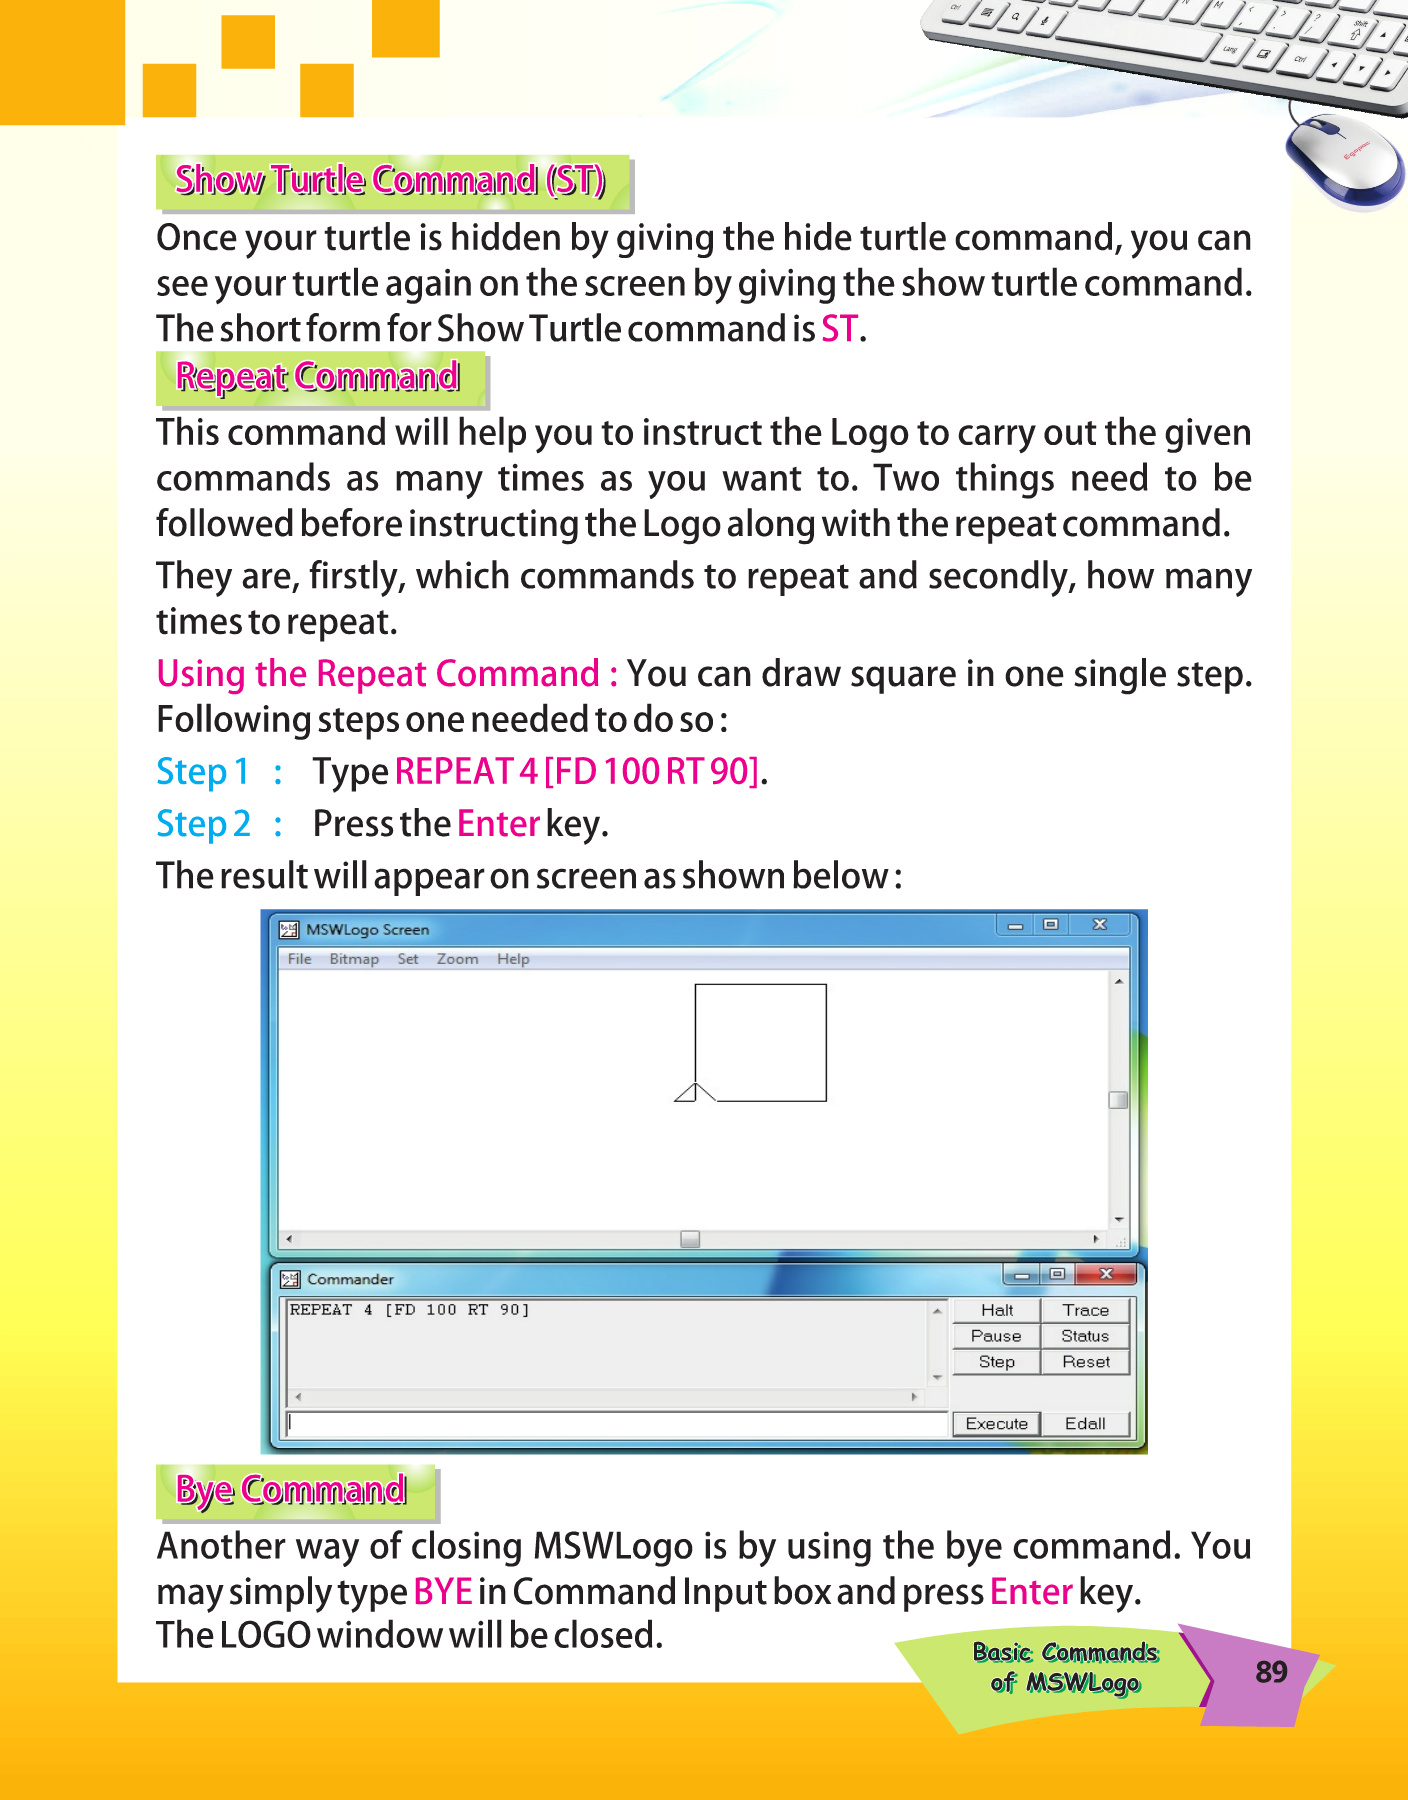 Show Turtle Command (ST)
Once your turtle is hidden by giving the hide turtle command, you can
see your turtle again on the screen by giving the show turtle command.
The short form for Show Turtle command is ST.
Repeat Command
This command will help you to instruct the Logo to carry out the given
commands as many times as you want to. Two things need to be
followed before instructing the Logo along with the repeat command.
They are, firstly, which commands to repeat and secondly, how many
times to repeat.
Using the Repeat Command : You can draw square in one single step.
Following steps one needed to do so :
Step 1 : Type REPEAT 4 [FD 100 RT 90].
Step 2 : Press the Enter key.
The result will appear on screen as shown below :
MSWLogo Screen
File Bitmap Set Zoom Help
Commander
REPEAT 4 [FD 100 RT 90]
Halt Trace
Pause Status
Step Reset
Execute Edall
Bye Command
Another way of closing MSWLogo is by using the bye command. You
may simply type BYE in Command Input box and press Enter key.
The LOGO window will be closed.
Basic Commands
of MSWLogo
89